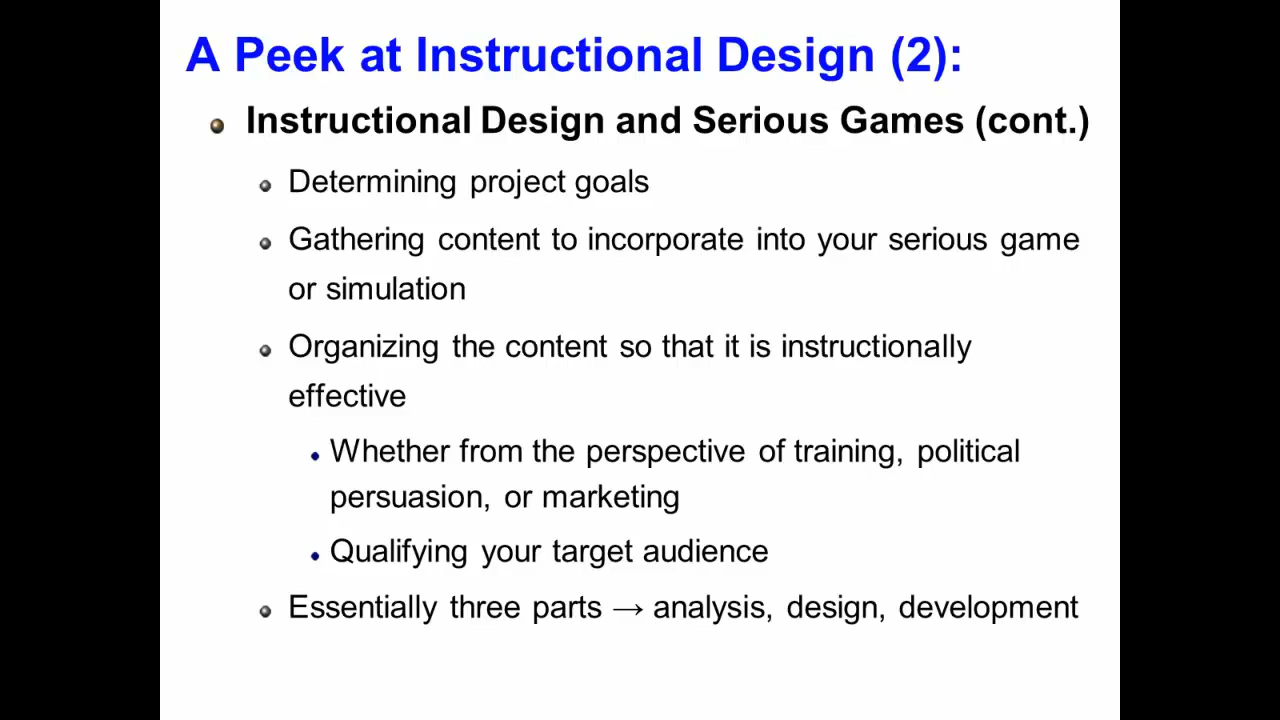 A Peek at Instructional Design (2):
Instructional Design and Serious Games (cont.)
Determining project goals
Gathering content to incorporate into your serious game
or simulation
Organizing the content so that it is instructionally
effective
Whether from the perspective of training, political
persuasion, or marketing
Qualifying your target audience
Essentially three parts → analysis, design, development